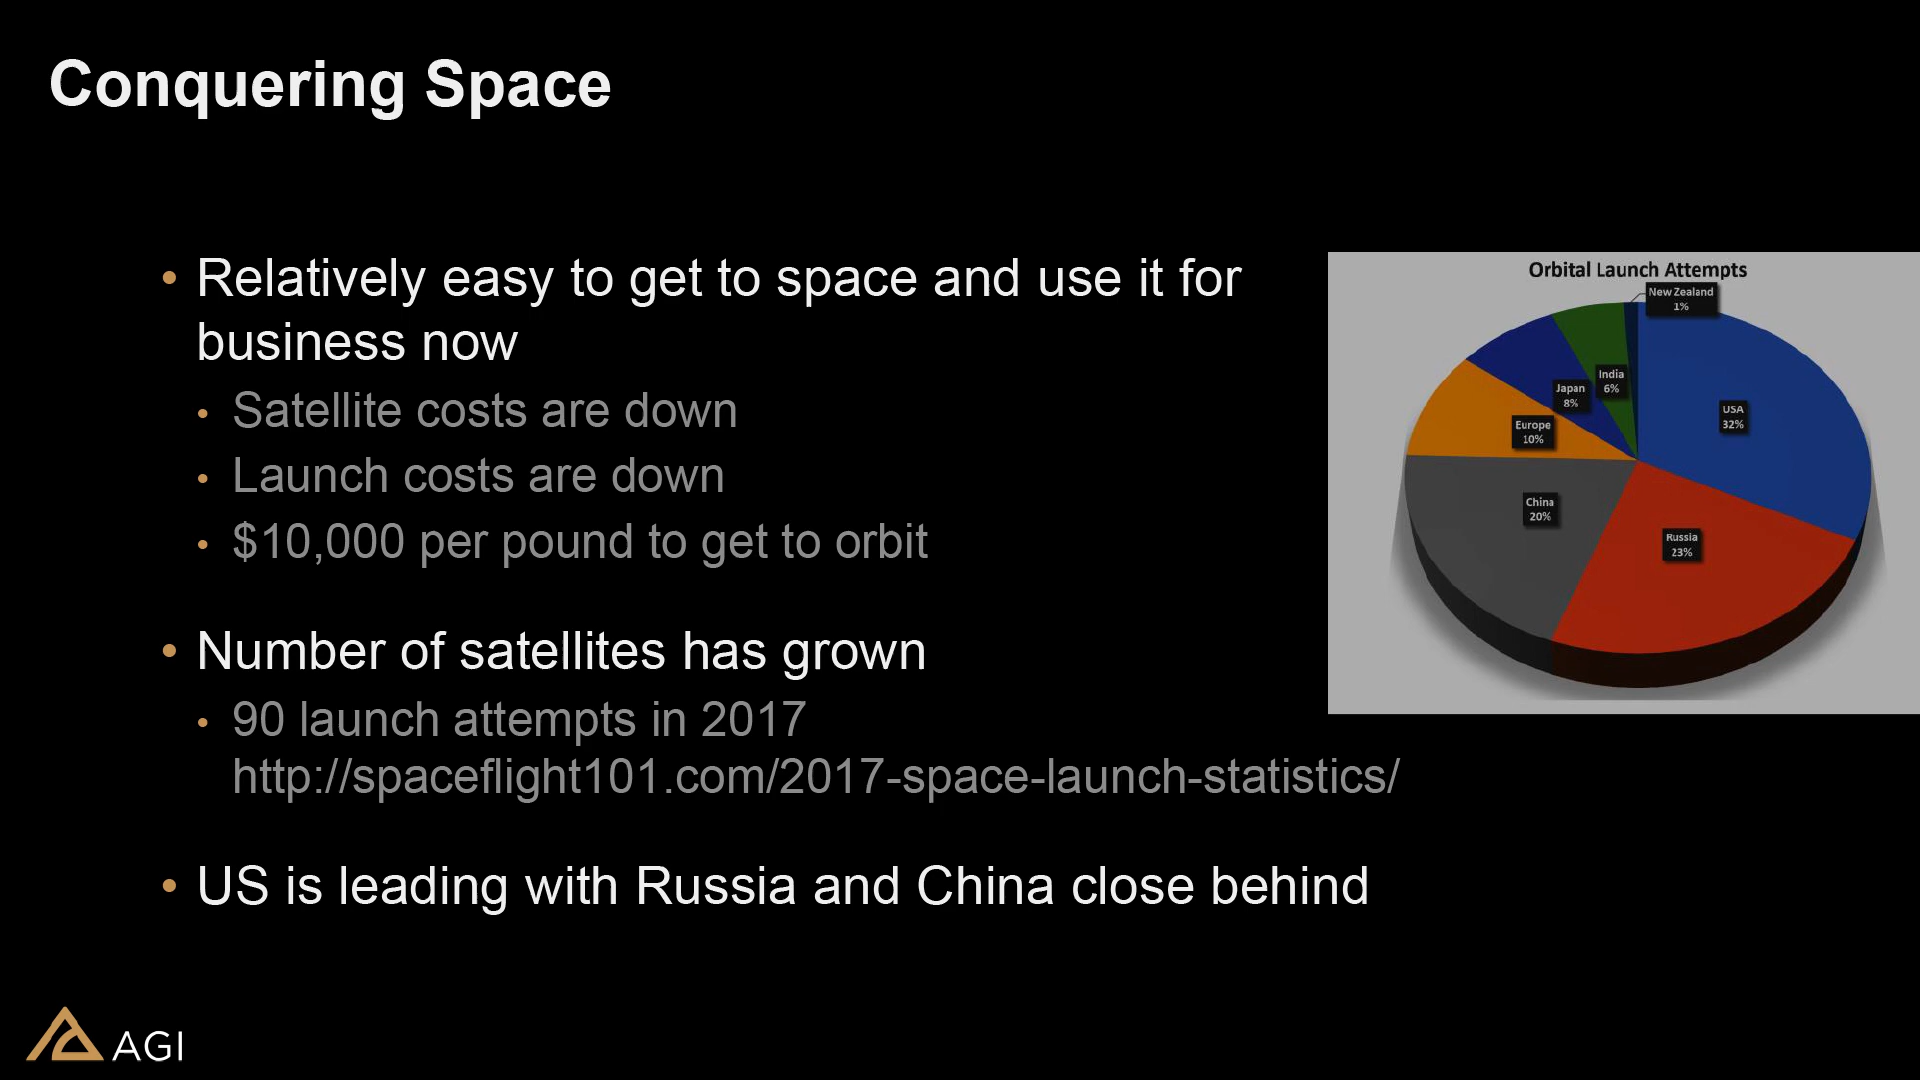 Conquering Space
• Relatively easy to get to space and use it for
business now
• Satellite costs are down
• Launch costs are down
• $10,000 per pound to get to orbit
• Number of satellites has grown
• 90 launch attempts in 2017
http://spaceflight101.com/2017-space-launch-statistics/
• US is leading with Russia and China close behind
Orbital Launch Attempts
New Zealand
1%
India
6%
Japan
8%
Europe
10%
USA
32%
China
20%
Russia
23%
AGI